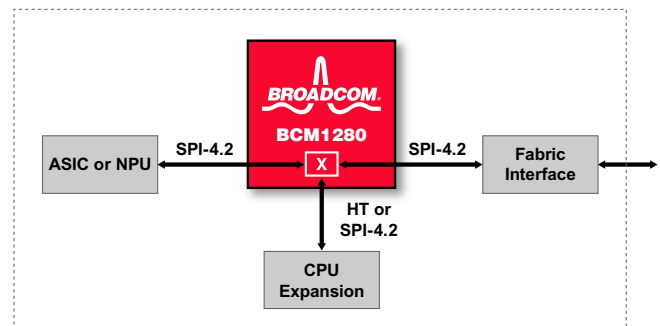 BROADCOM®
BCM1280
ASIC or NPU
SPI-4.2
X
SPI-4.2
Fabric
Interface
HT or
SPI-4.2
CPU
Expansion